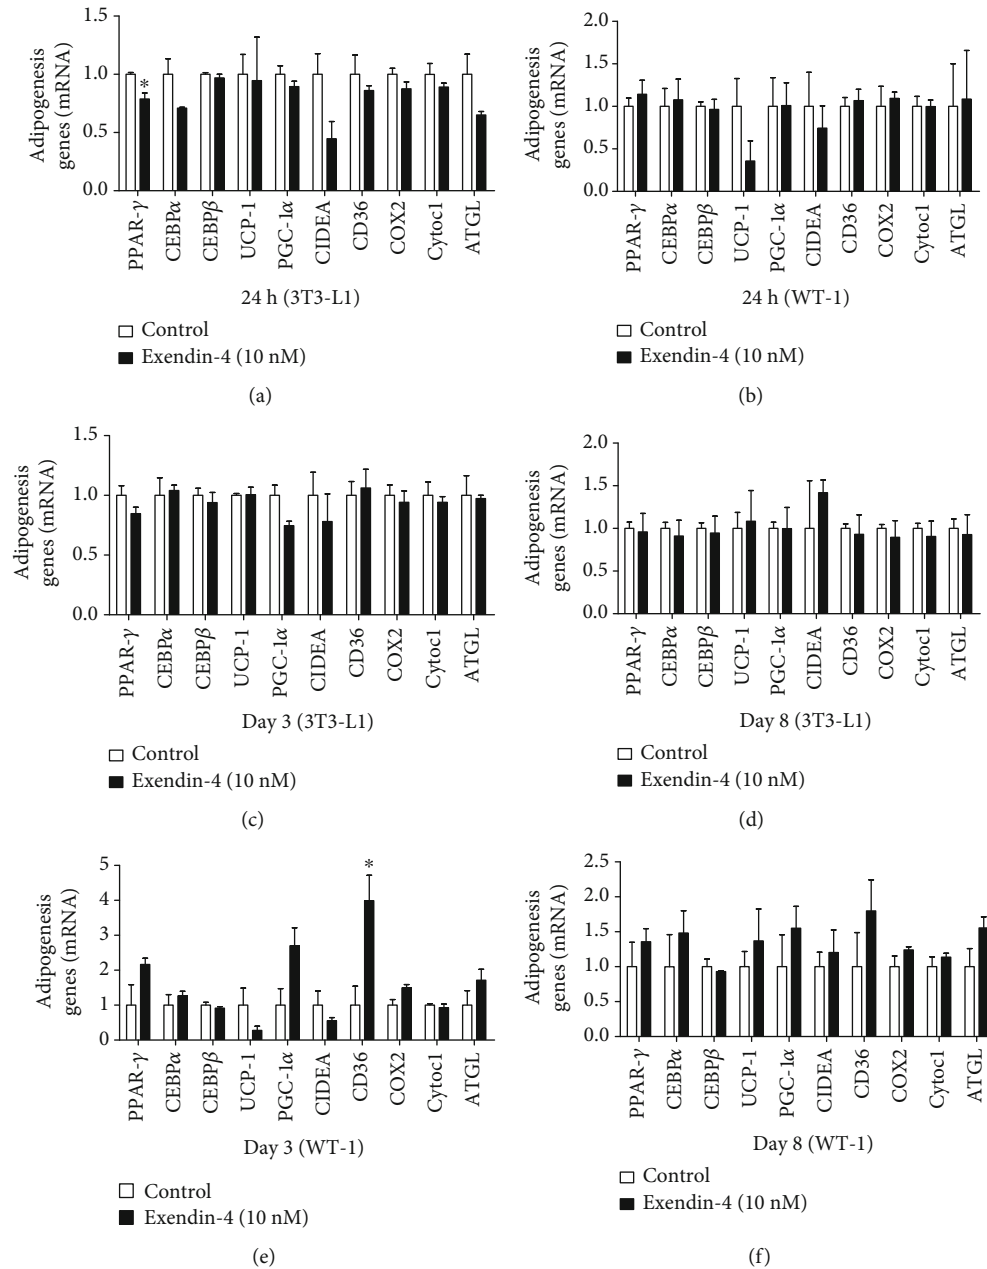 Adipogenesis
genes (mRNA)
1.5
1.0
0.5
0.0
*
PPAR-γ
CEBPα
CEBPβ
UCP-1
PGC-1α
CIDEA
CD36
COX2
Cytoc1
ATGL
24 h (3T3-L1)
Control
Exendin-4 (10 nM)
(a)
Adipogenesis
genes (mRNA)
2.0
1.5
1.0
0.5
0.0
PPAR-γ
CEBPα
CEBPβ
UCP-1
PGC-1α
CIDEA
CD36
COX2
Cytoc1
ATGL
24 h (WT-1)
Control
Exendin-4 (10 nM)
(b)
Adipogenesis
genes (mRNA)
1.5
1.0
0.5
0.0
PPAR-γ
CEBPα
CEBPβ
UCP-1
PGC-1α
CIDEA
CD36
COX2
Cytoc1
ATGL
Day 3 (3T3-L1)
Control
Exendin-4 (10 nM)
(c)
Adipogenesis
genes (mRNA)
2.0
1.5
1.0
0.5
0.0
PPAR-γ
CEBPα
CEBPβ
UCP-1
PGC-1α
CIDEA
CD36
COX2
Cytoc1
ATGL
Day 8 (3T3-L1)
Control
Exendin-4 (10 nM)
(d)
Adipogenesis
genes (mRNA)
5
4
3
2
1
0
*
PPAR-γ
CEBPα
CEBPβ
UCP-1
PGC-1α
CIDEA
CD36
COX2
Cytoc1
ATGL
Day 3 (WT-1)
Control
Exendin-4 (10 nM)
(e)
Adipogenesis
genes (mRNA)
2.5
2.0
1.5
1.0
0.5
0.0
PPAR-γ
CEBPα
CEBPβ
UCP-1
PGC-1α
CIDEA
CD36
COX2
Cytoc1
ATGL
Day 8 (WT-1)
Control
Exendin-4 (10 nM)
(f)